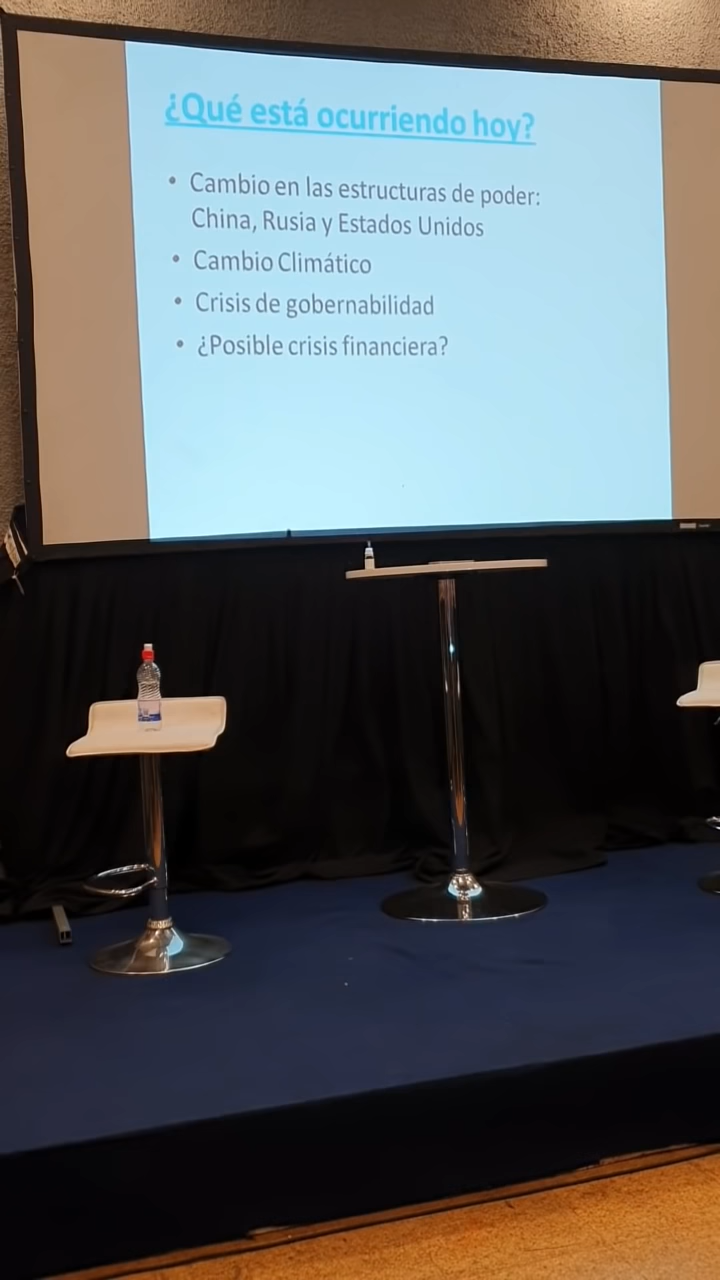 ¿Qué está ocurriendo hoy?
• Cambio en las estructuras de poder:
China, Rusia y Estados Unidos
• Cambio Climático
• Crisis de gobernabilidad
• ¿Posible crisis financiera?